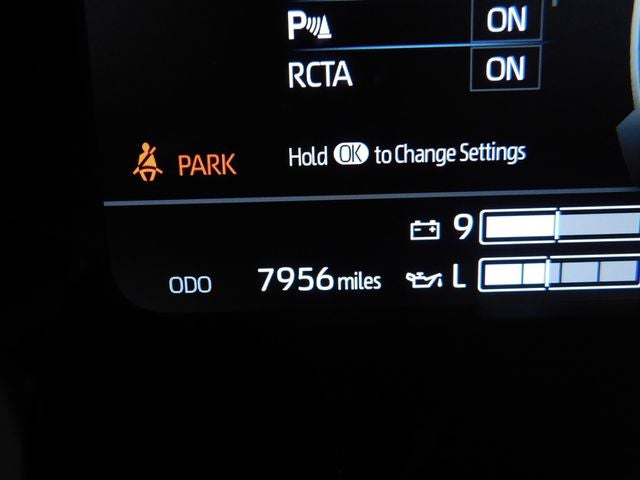 P ON
RCTA ON
PARK Hold OK to Change Settings
9
ODO 7956 miles L